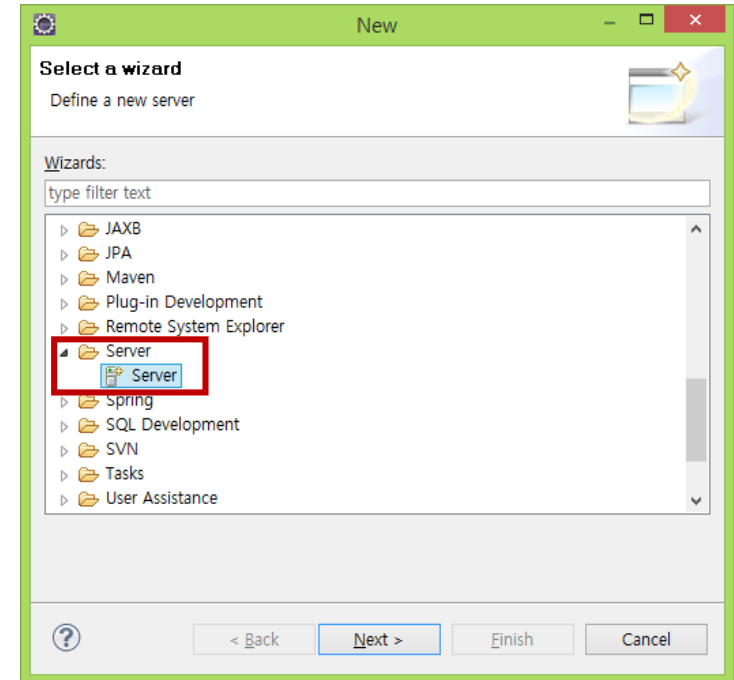 New
Select a wizard
Define a new server
Wizards:
type filter text
JAXB
JPA
Maven
Plug-in Development
Remote System Explorer
Server
Server
Spring
SQL Development
SVN
Tasks
User Assistance
?
< Back
Next >
Finish
Cancel